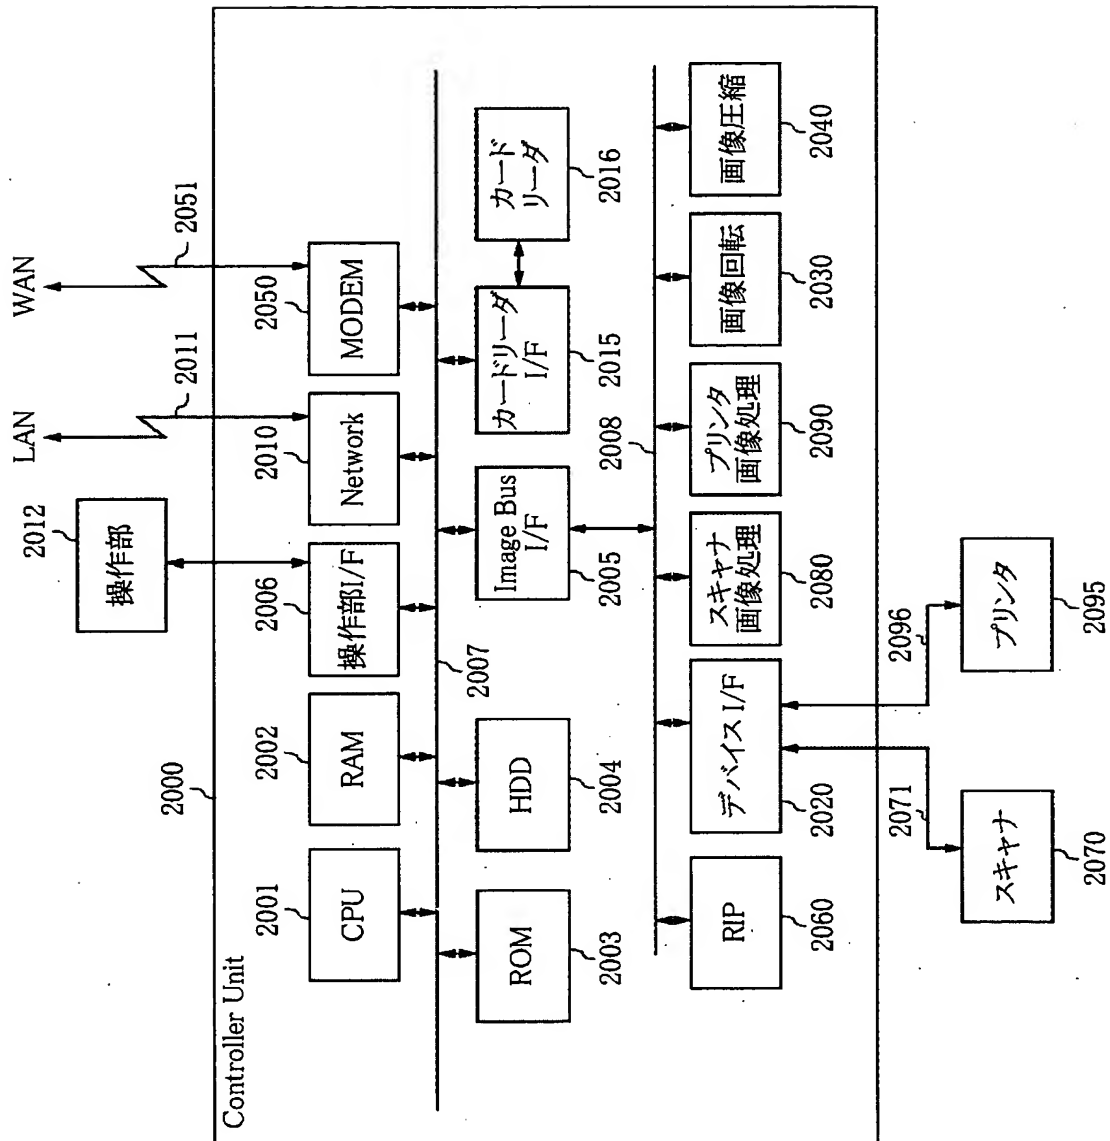 WAN
LAN
2051
2011
2012
操作部
2000
Controller Unit
2001
CPU
2002
RAM
2006
操作部I/F
2010
Network
2050
MODEM
2007
ROM
2003
HDD
2004
Image Bus
I/F
2005
カードリーダ
I/F
2015
カード
リーダ
2016
2008
RIP
2060
デバイス I/F
2020
スキャナ
画像処理
2080
プリンタ
画像処理
2090
画像回転
2030
画像圧縮
2040
2071
2096
スキャナ
2070
プリンタ
2095